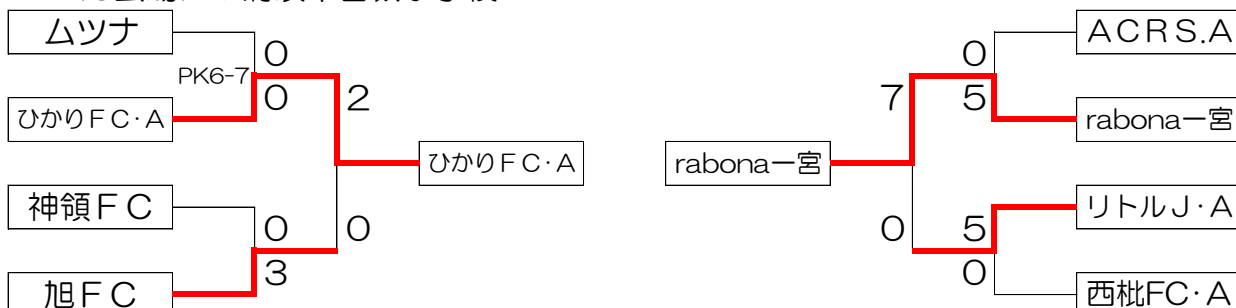 ムツナ
0
PK6-7
0
ひかりFC・A
2
ひかりFC・A
神領FC
0
0
3
旭FC
ACRS.A
0
7
5
rabona一宮
rabona一宮
リトルJ・A
0
5
0
西枇FC・A